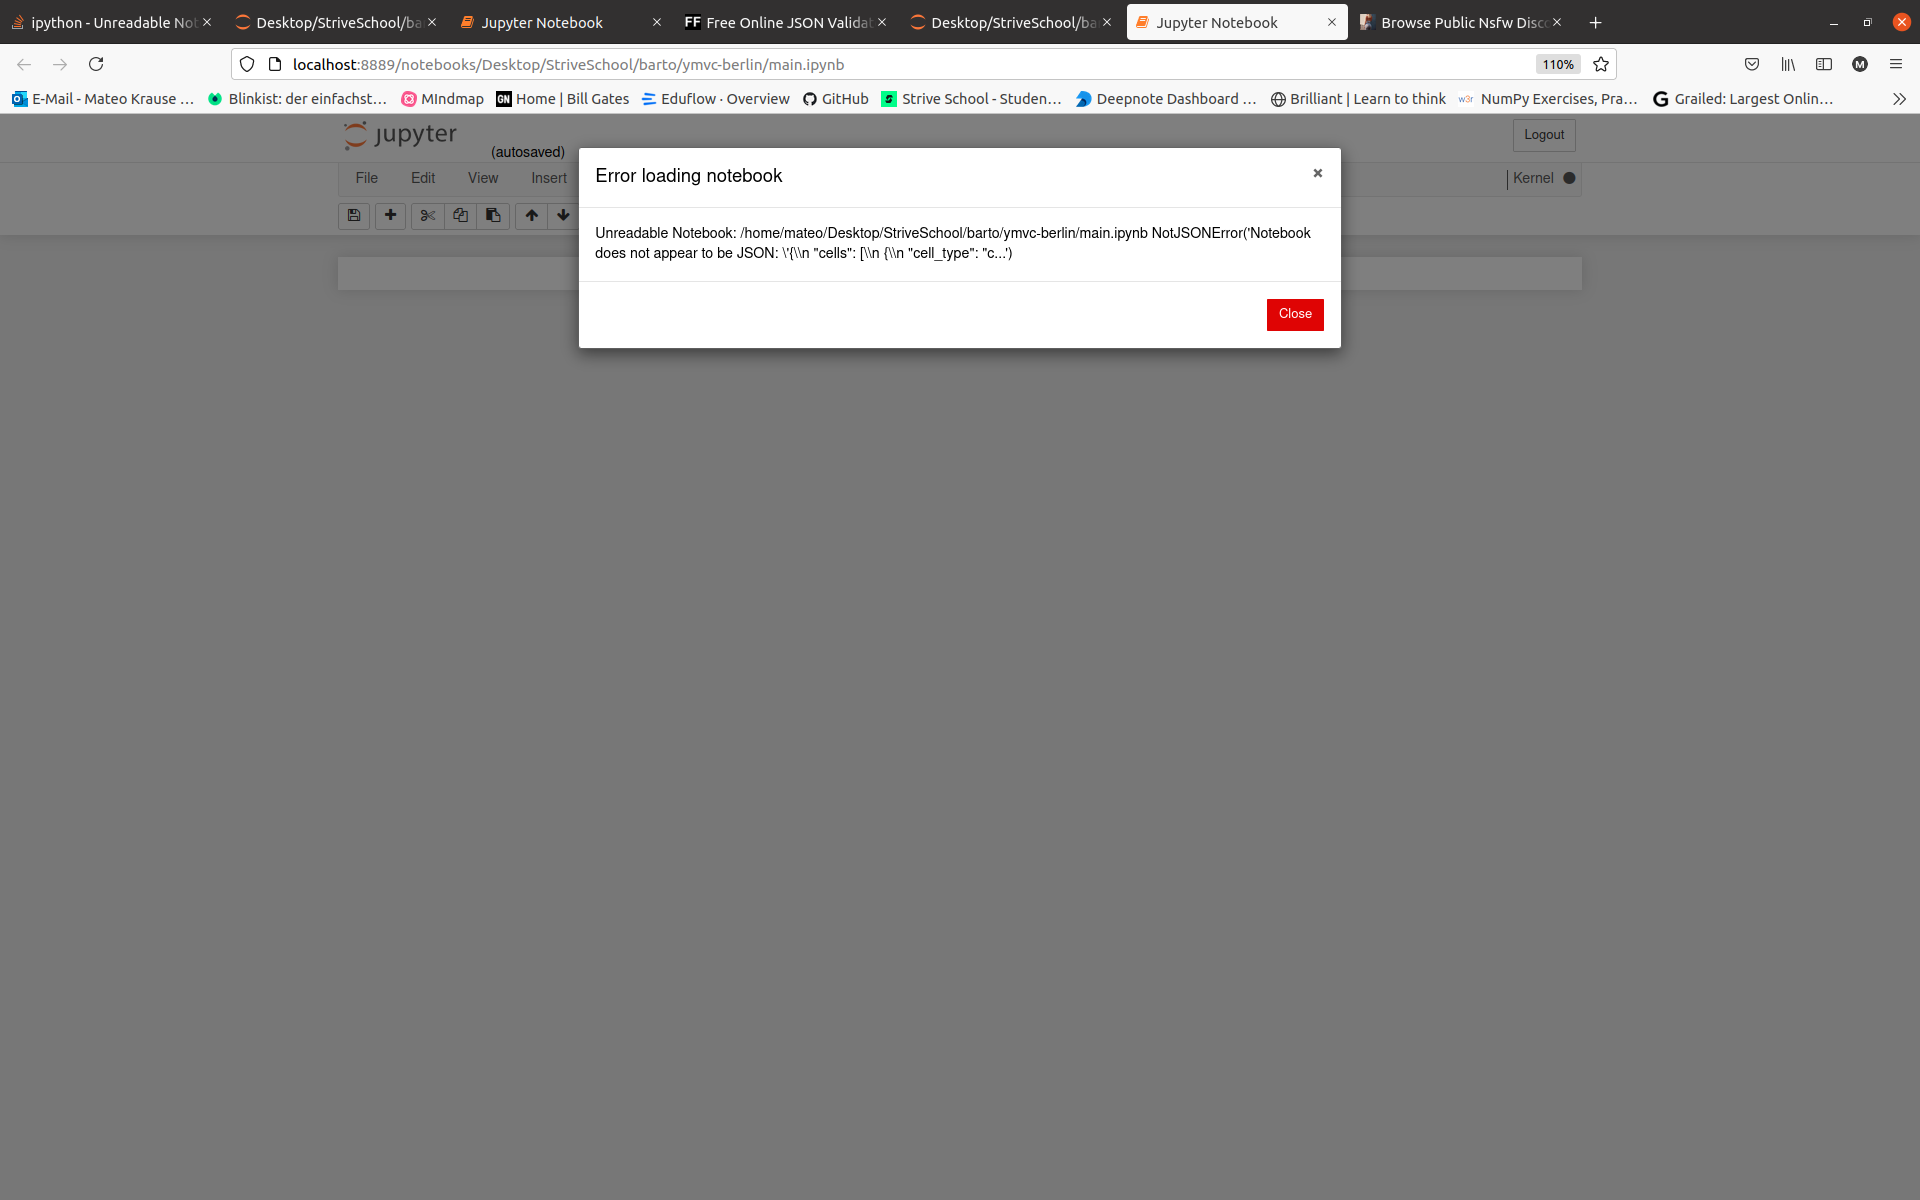 ipython - Unreadable Not
Desktop/StriveSchool/ba
Jupyter Notebook
FF Free Online JSON Validat
Desktop/StriveSchool/ba
Jupyter Notebook
Browse Public Nsfw Disco
localhost:8889/notebooks/Desktop/StriveSchool/barto/ymvc-berlin/main.ipynb
110%
M
E-Mail - Mateo Krause …
Blinkist: der einfachst…
MIndmap
GN Home | Bill Gates
Eduflow · Overview
GitHub
S Strive School - Studen…
Deepnote Dashboard …
Brilliant | Learn to think
w3r NumPy Exercises, Pra…
G Grailed: Largest Onlin…
jupyter
(autosaved)
Logout
File Edit View Insert
Kernel
Error loading notebook
Unreadable Notebook: /home/mateo/Desktop/StriveSchool/barto/ymvc-berlin/main.ipynb NotJSONError('Notebook
does not appear to be JSON: \'{\\n "cells": [\\n {\\n "cell_type": "c...')
Close